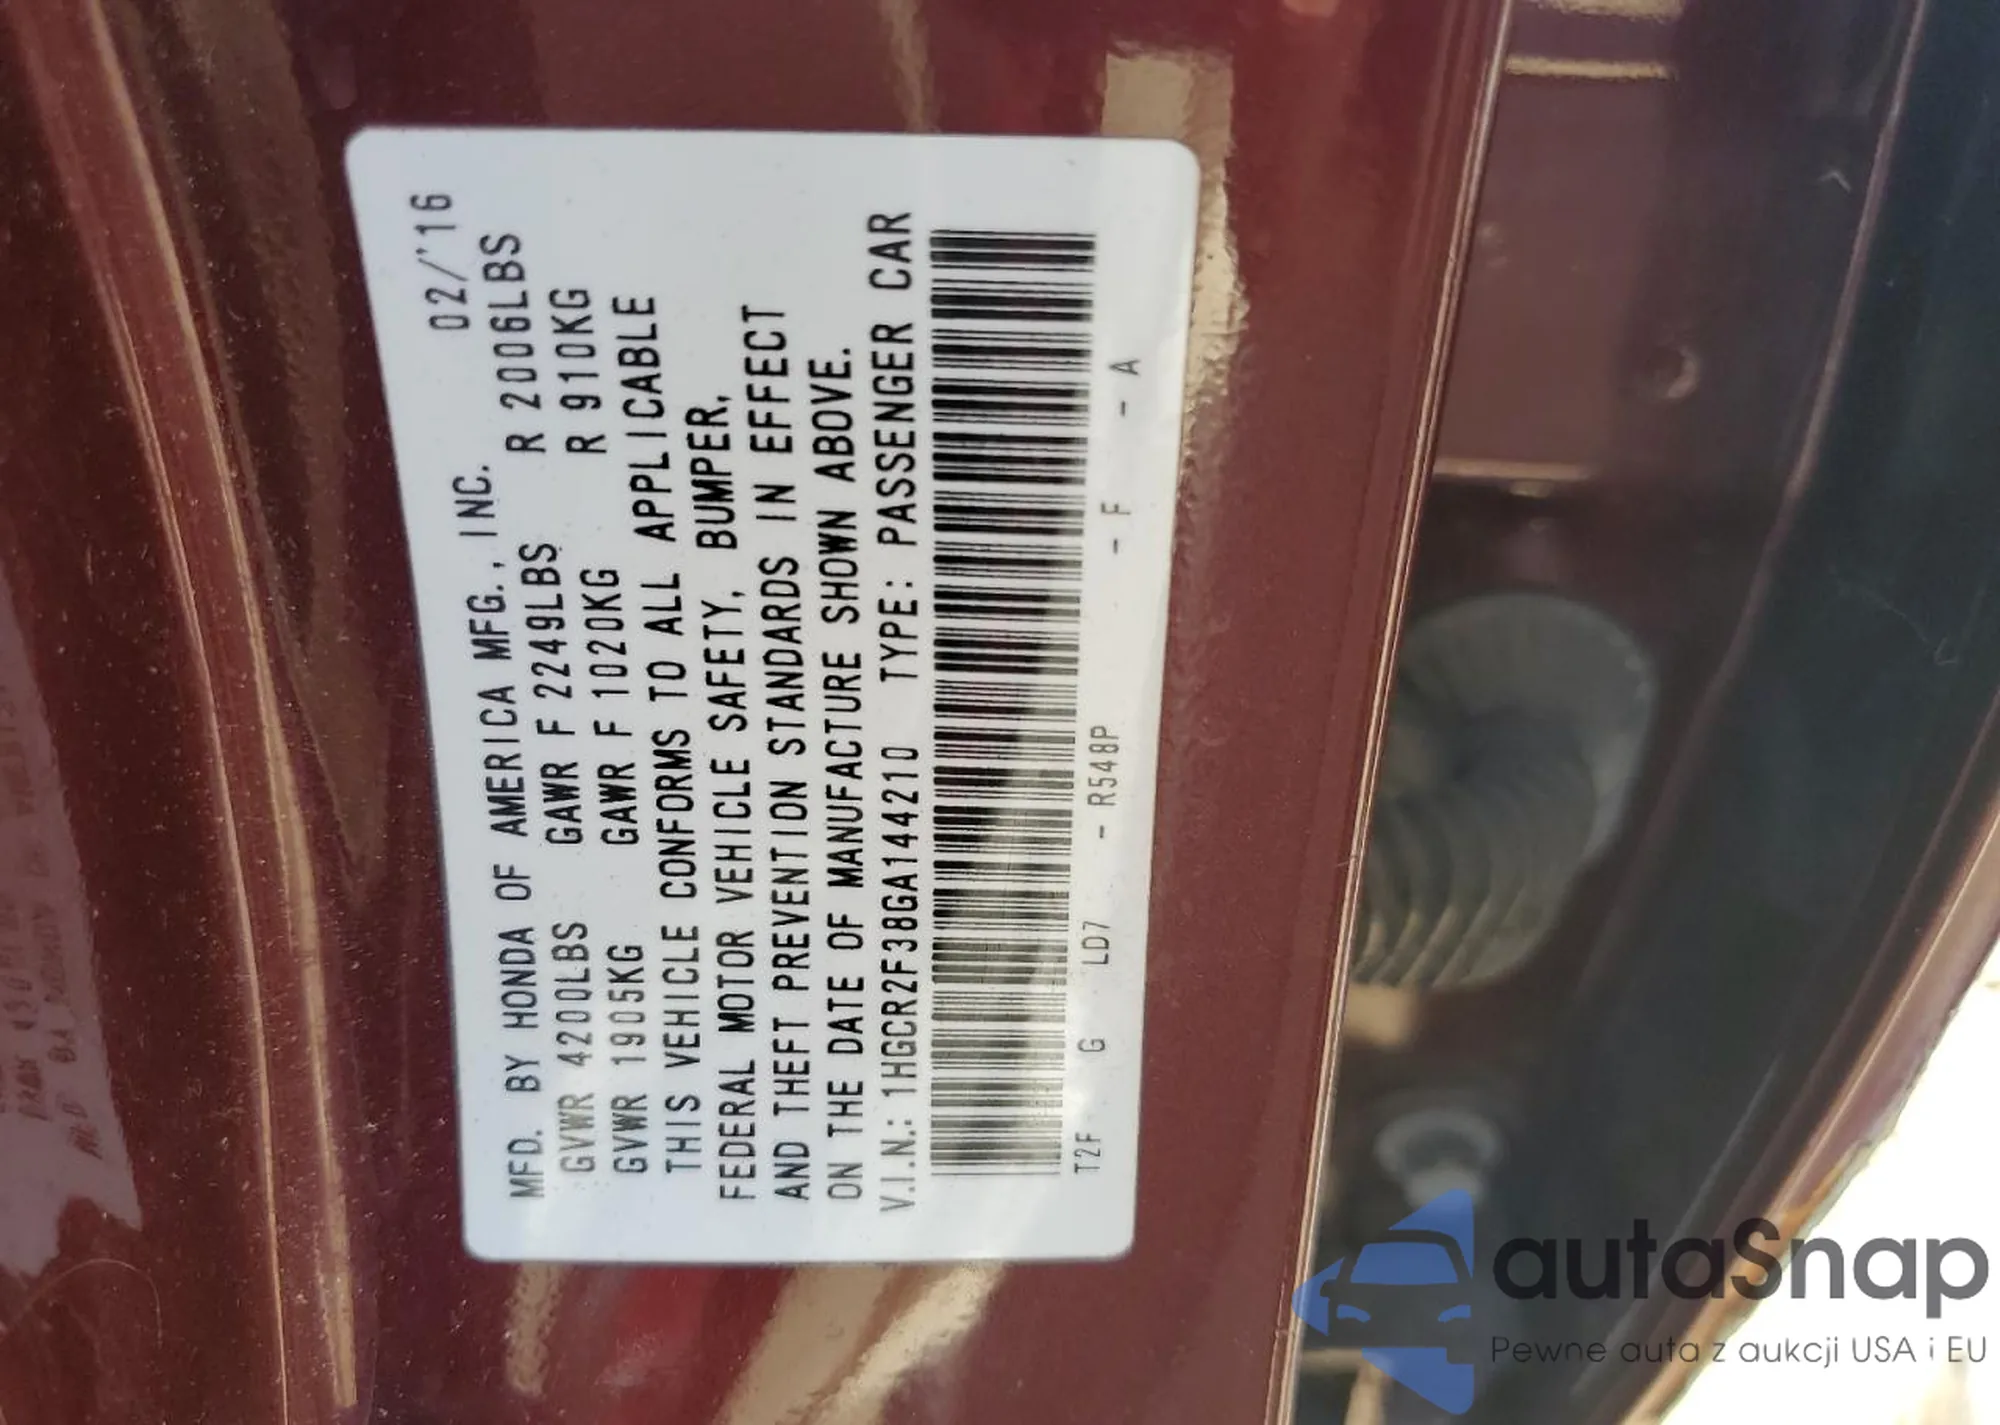 MFD. BY HONDA OF AMERICA MFG., INC. 02/'16
GVWR 4200LBS GAWR F 2249LBS R 2006LBS
GVWR 1905KG GAWR F 1020KG R 910KG
THIS VEHICLE CONFORMS TO ALL APPLICABLE
FEDERAL MOTOR VEHICLE SAFETY, BUMPER,
AND THEFT PREVENTION STANDARDS IN EFFECT
ON THE DATE OF MANUFACTURE SHOWN ABOVE.
V.I.N.: 1HGCR2F38GA144210 TYPE: PASSENGER CAR
T2F G LD7 - R548P - F - A
autaSnap
Pewne auta z aukcji USA i EU